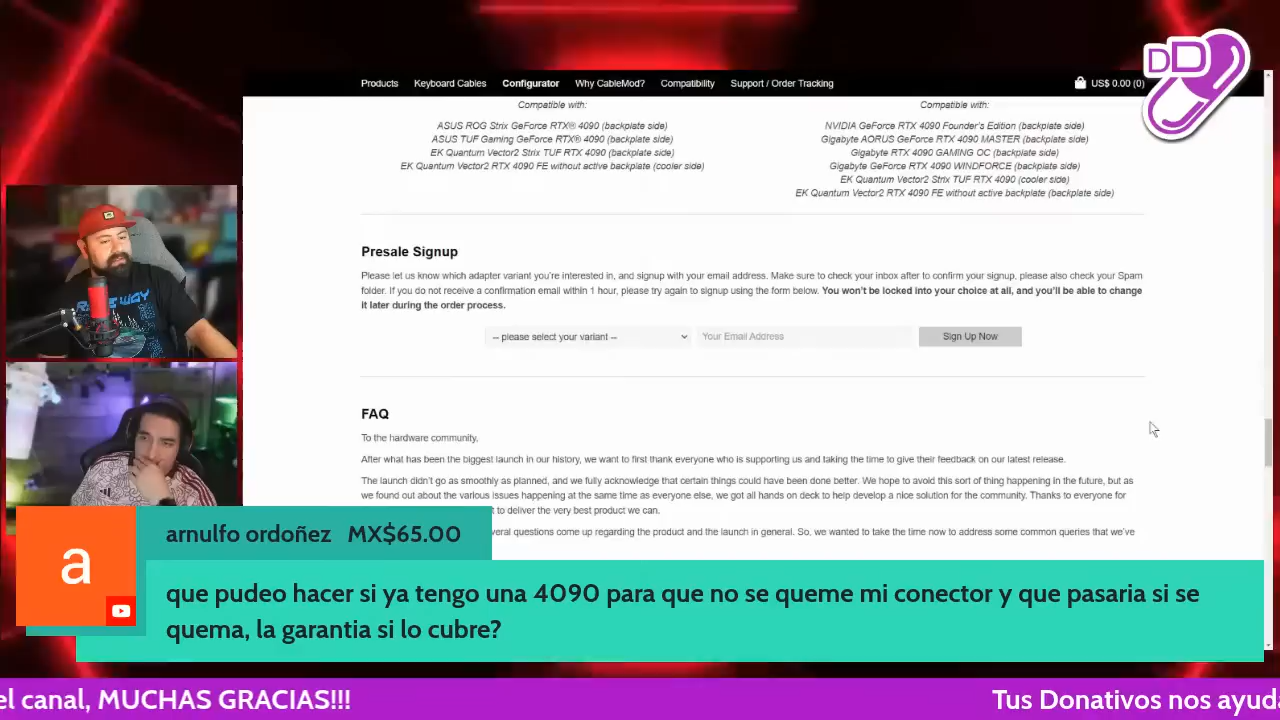 DD
Products Keyboard Cables Configurator Why CableMod? Compatibility Support / Order Tracking US$ 0.00 (0)
Compatible with:
ASUS ROG Strix GeForce RTX® 4090 (backplate side)
ASUS TUF Gaming GeForce RTX® 4090 (backplate side)
EK Quantum Vector2 Strix TUF RTX 4090 (backplate side)
EK Quantum Vector2 RTX 4090 FE without active backplate (cooler side)
Compatible with:
NVIDIA GeForce RTX 4090 Founder's Edition (backplate side)
Gigabyte AORUS GeForce RTX 4090 MASTER (backplate side)
Gigabyte RTX 4090 GAMING OC (backplate side)
Gigabyte GeForce RTX 4090 WINDFORCE (backplate side)
EK Quantum Vector2 Strix TUF RTX 4090 (cooler side)
EK Quantum Vector2 RTX 4090 FE without active backplate (backplate side)
Presale Signup
Please let us know which adapter variant you're interested in, and signup with your email address. Make sure to check your inbox after to confirm your signup, please also check your Spam
folder. If you do not receive a confirmation email within 1 hour, please try again to signup using the form below. You won't be locked into your choice at all, and you'll be able to change
it later during the order process.
-- please select your variant -- Your Email Address Sign Up Now
FAQ
To the hardware community,
After what has been the biggest launch in our history, we want to first thank everyone who is supporting us and taking the time to give their feedback on our latest release.
The launch didn't go as smoothly as planned, and we fully acknowledge that certain things could have been done better. We hope to avoid this sort of thing happening in the future, but as
we found out about the various issues happening at the same time as everyone else, we got all hands on deck to help develop a nice solution for the community. Thanks to everyone for
t to deliver the very best product we can.
veral questions come up regarding the product and the launch in general. So, we wanted to take the time now to address some common queries that we've
a
arnulfo ordoñez MX$65.00
que pudeo hacer si ya tengo una 4090 para que no se queme mi conector y que pasaria si se
quema, la garantia si lo cubre?
el canal, MUCHAS GRACIAS!!! Tus Donativos nos ayuda